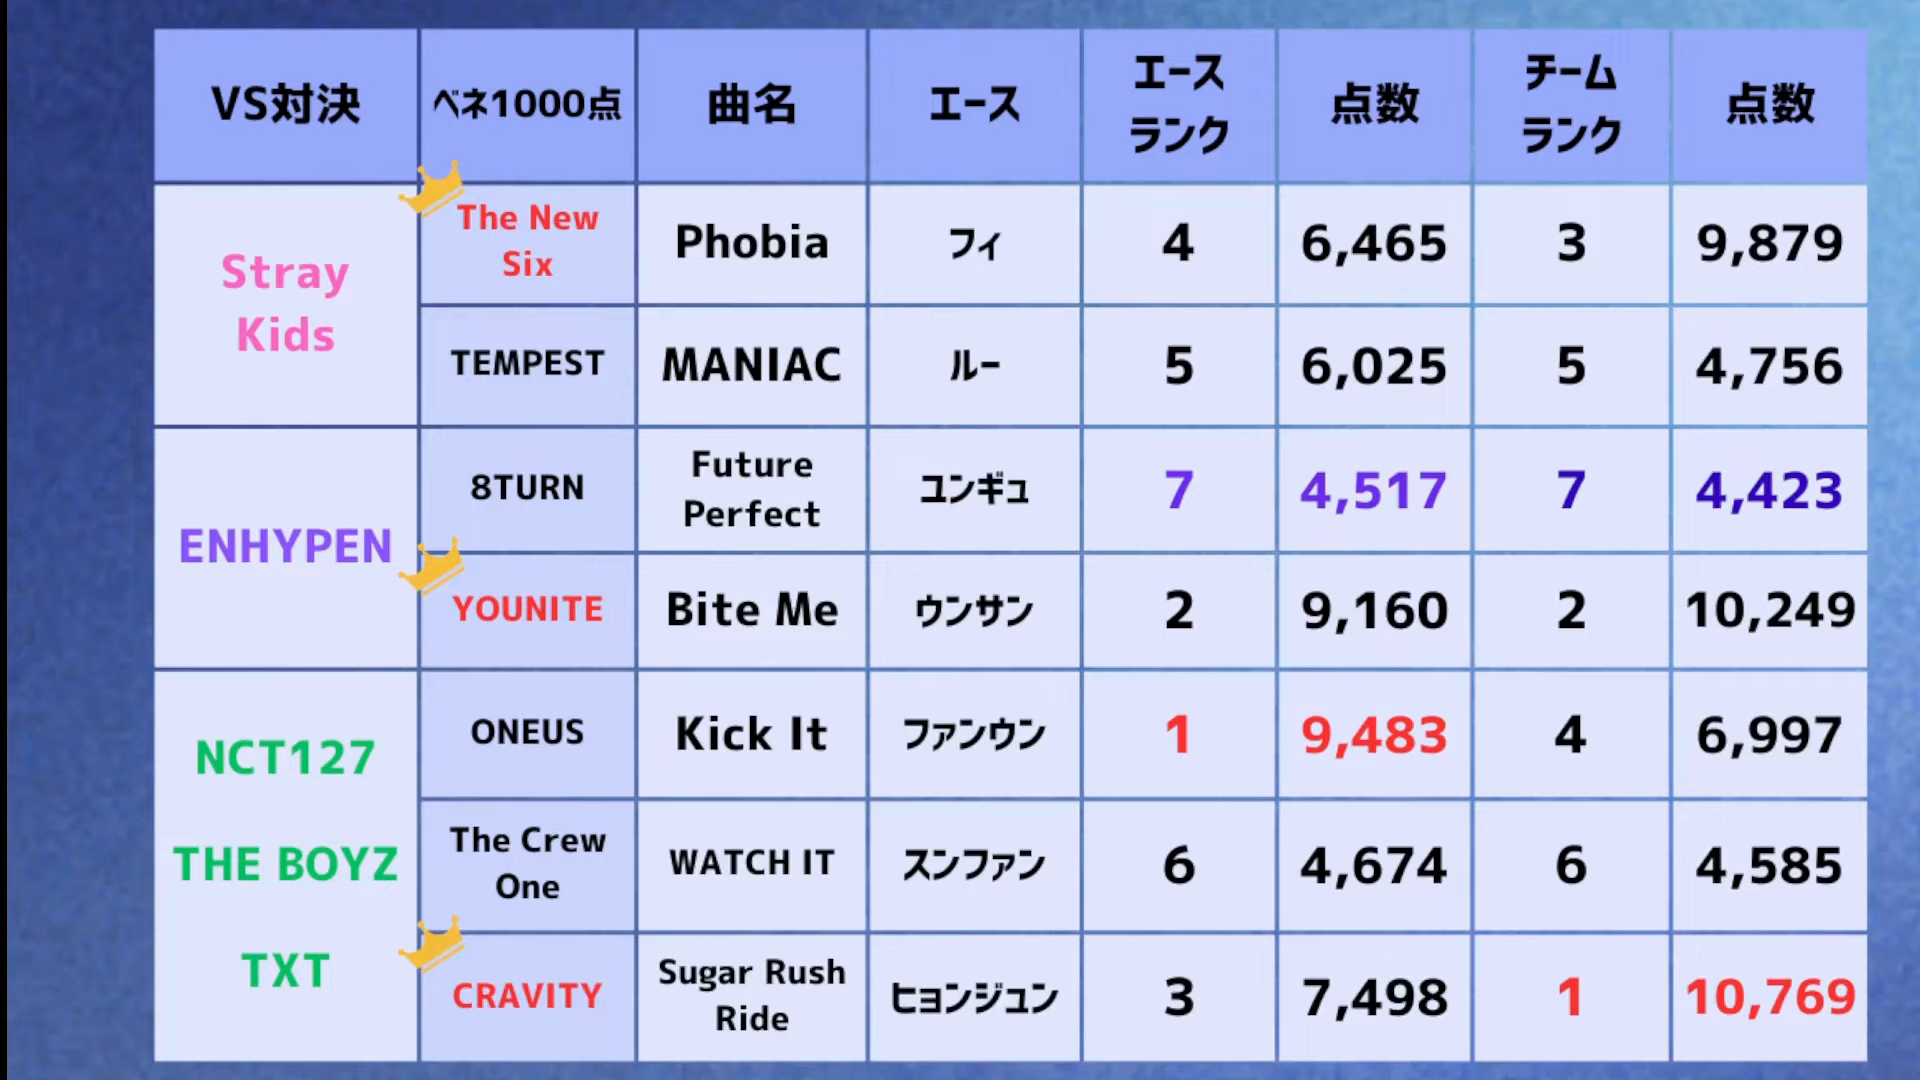 VS対決 ベネ1000点 曲名 エース エース 点数 チーム 点数
ランク ランク
Stray
Kids
The New
Six
Phobia フィ 4 6,465 3 9,879
TEMPEST MANIAC ルー 5 6,025 5 4,756
ENHYPEN
8TURN Future
Perfect
ユンギュ 7 4,517 7 4,423
YOUNITE Bite Me ウンサン 2 9,160 2 10,249
NCT127
THE BOYZ
TXT
ONEUS Kick It ファンウン 1 9,483 4 6,997
The Crew
One
WATCH IT スンファン 6 4,674 6 4,585
CRAVITY Sugar Rush
Ride
ヒョンジュン 3 7,498 1 10,769